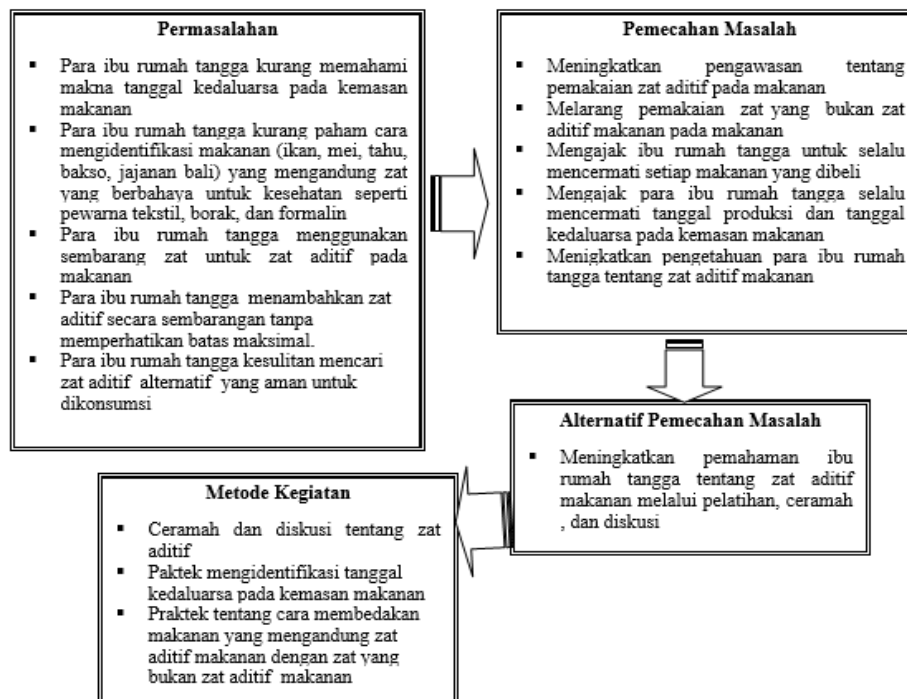 Permasalahan
▪ Para ibu rumah tangga kurang memahami
makna tanggal kedaluarsa pada kemasan
makanan
▪ Para ibu rumah tangga kurang paham cara
mengidentifikasi makanan (ikan, mei, tahu,
bakso, jajanan bali) yang mengandung zat
yang berbahaya untuk kesehatan seperti
pewarna tekstil, borak, dan formalin
▪ Para ibu rumah tangga menggunakan
sembarang zat untuk zat aditif pada
makanan
▪ Para ibu rumah tangga menambahkan zat
aditif secara sembarangan tanpa
memperhatikan batas maksimal.
▪ Para ibu rumah tangga kesulitan mencari
zat aditif alternatif yang aman untuk
dikonsumsi
Pemecahan Masalah
▪ Meningkatkan pengawasan tentang
pemakaian zat aditif pada makanan
▪ Melarang pemakaian zat yang bukan zat
aditif makanan pada makanan
▪ Mengajak ibu rumah tangga untuk selalu
mencermati setiap makanan yang dibeli
▪ Mengajak para ibu rumah tangga selalu
mencermati tanggal produksi dan tanggal
kedaluarsa pada kemasan makanan
▪ Menigkatkan pengetahuan para ibu rumah
tangga tentang zat aditif makanan
Alternatif Pemecahan Masalah
▪ Meningkatkan pemahaman ibu
rumah tangga tentang zat aditif
makanan melalui pelatihan, ceramah
, dan diskusi
Metode Kegiatan
▪ Ceramah dan diskusi tentang zat
aditif
▪ Paktek mengidentifikasi tanggal
kedaluarsa pada kemasan makanan
▪ Praktek tentang cara membedakan
makanan yang mengandung zat
aditif makanan dengan zat yang
bukan zat aditif makanan